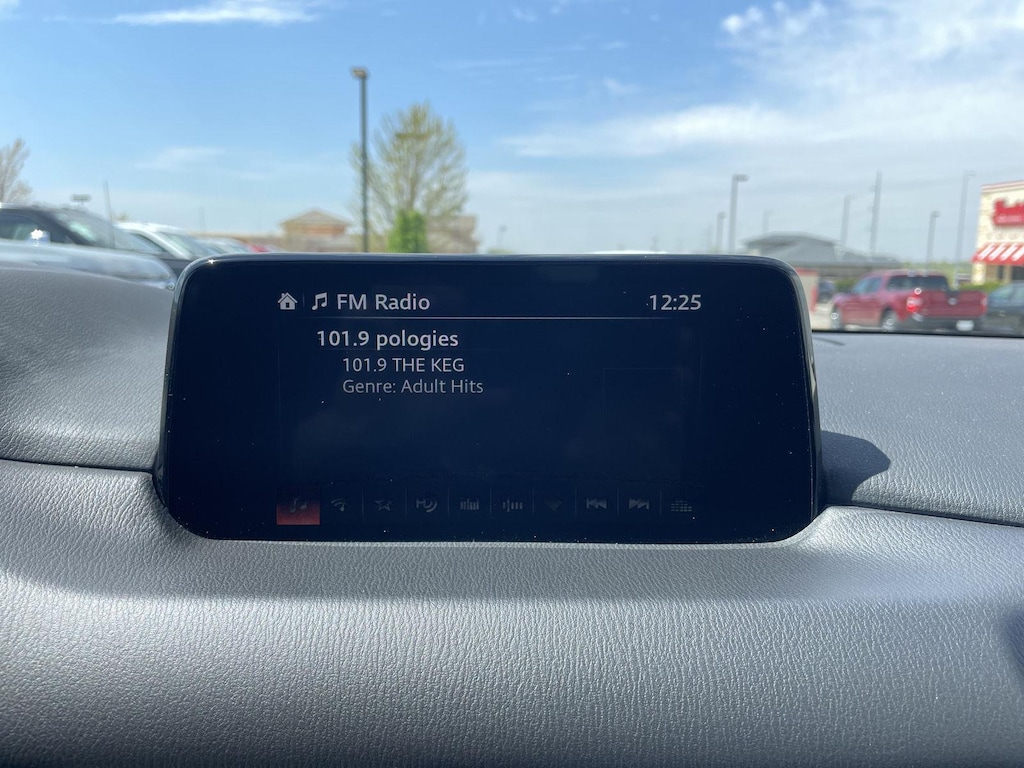 FM Radio
12:25
101.9 pologies
101.9 THE KEG
Genre: Adult Hits